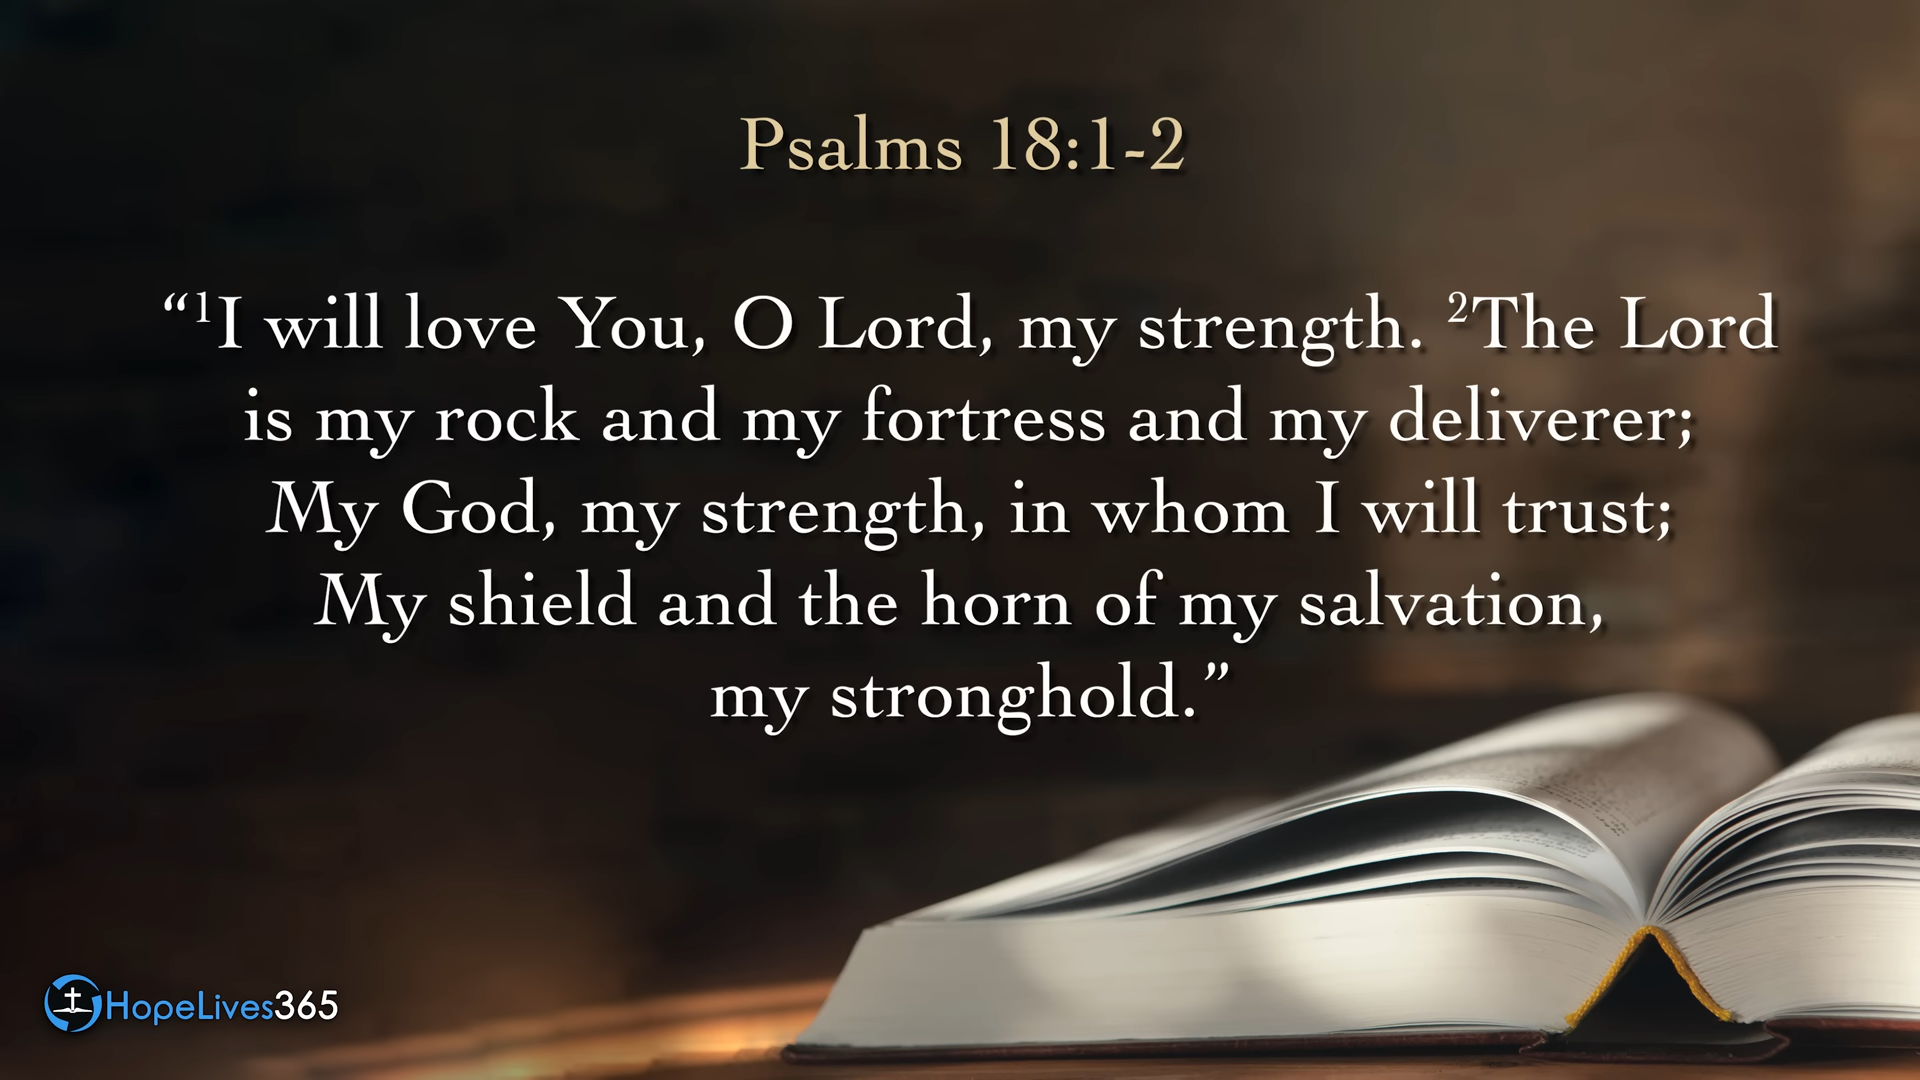 Psalms 18:1-2
“¹I will love You, O Lord, my strength. ²The Lord
is my rock and my fortress and my deliverer;
My God, my strength, in whom I will trust;
My shield and the horn of my salvation,
my stronghold.”
HopeLives365